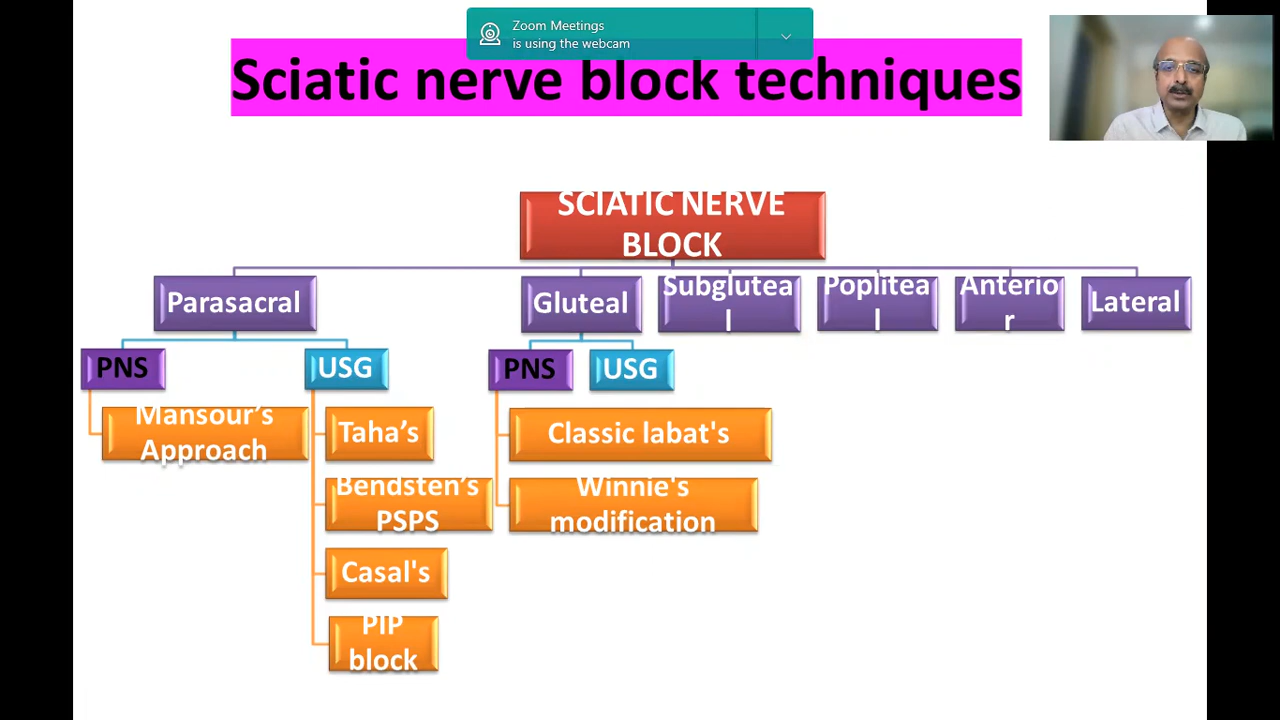 Zoom Meetings
is using the webcam
Sciatic nerve block techniques
SCIATIC NERVE
BLOCK
Parasacral
Gluteal
Subglutea
l
Poplitea
l
Anterio
r
Lateral
PNS
USG
PNS
USG
Mansour's
Approach
Taha's
Classic labat's
Bendsten's
PSPS
Winnie's
modification
Casal's
PIP
block